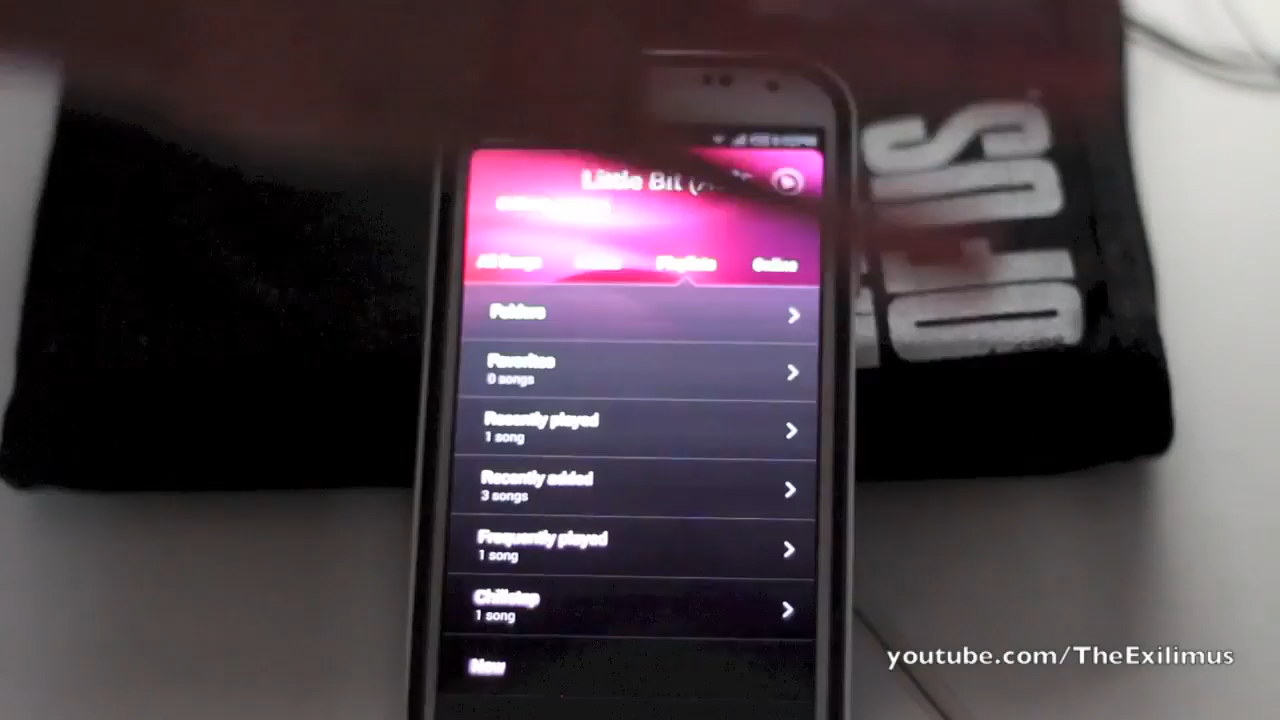 Little Bit (A
All Songs
Playlists
Online
Folders
Favorites
0 songs
Recently played
1 song
Recently added
3 songs
Frequently played
1 song
Chillstep
1 song
New
youtube.com/TheExilimus